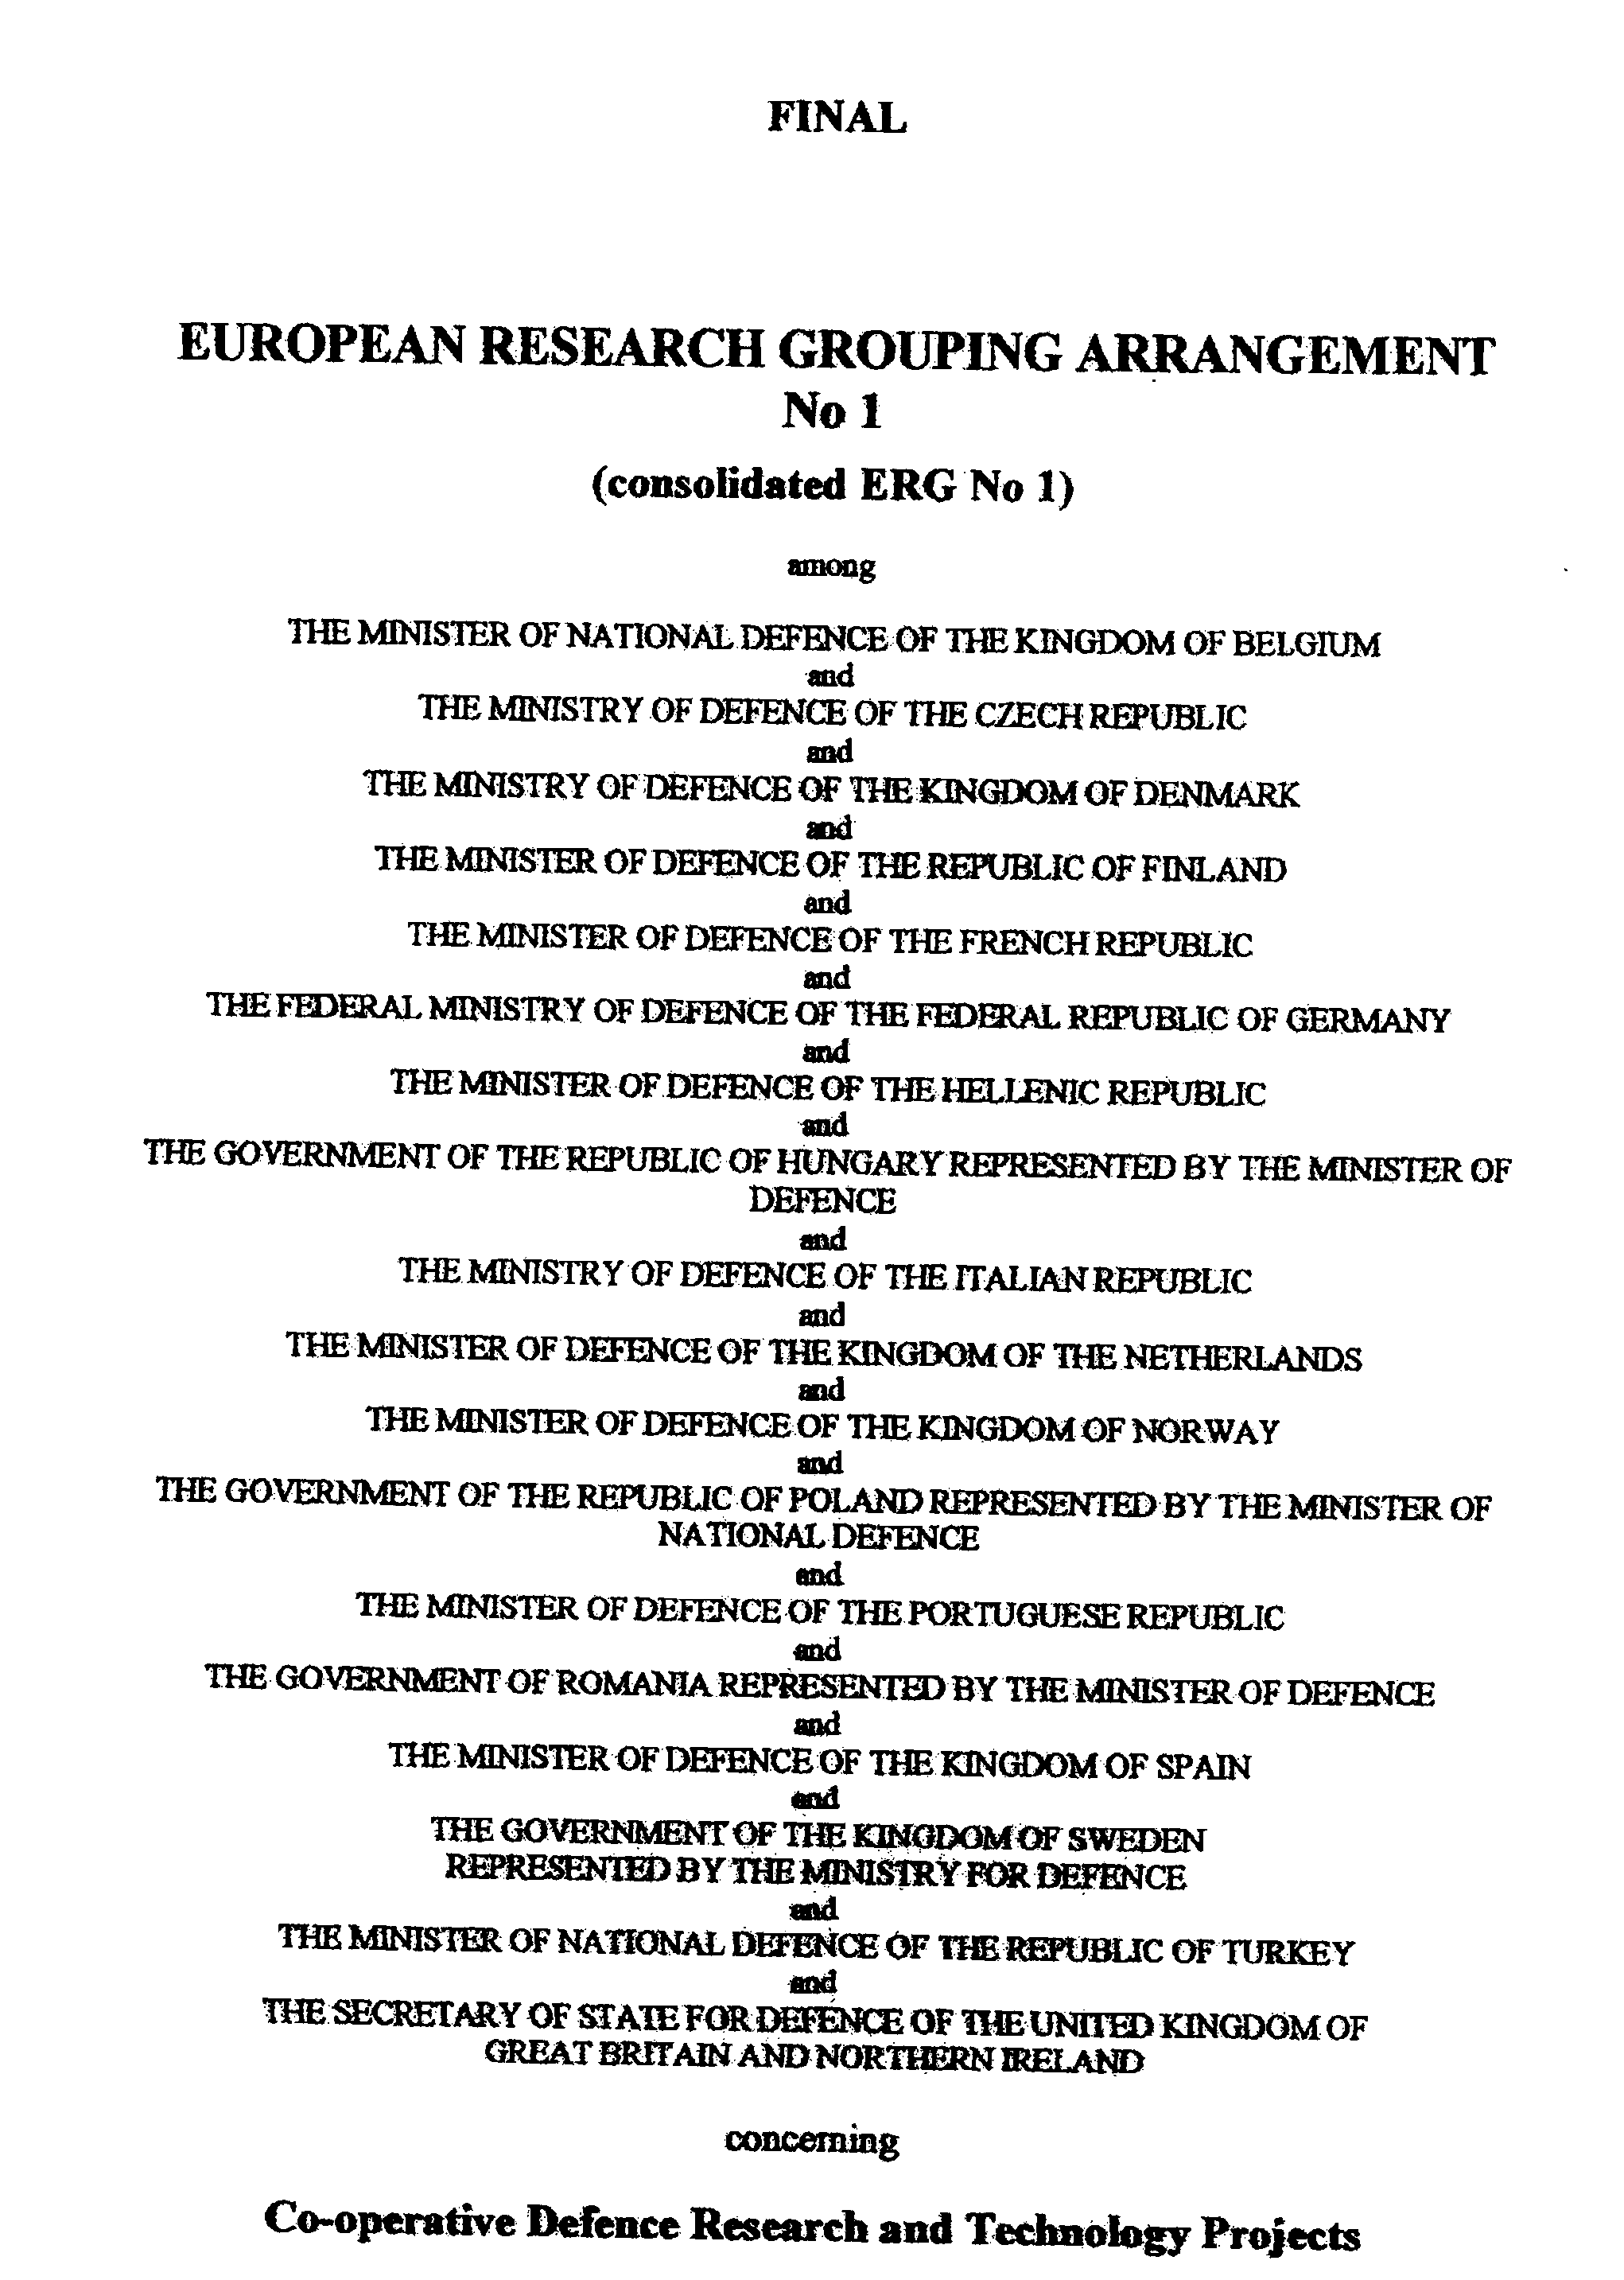 FINAL
EUROPEAN RESEARCH GROUPING ARRANGEMENT
No 1
(consolidated ERG No 1)
among
THE MINISTER OF NATIONAL DEFENCE OF THE KINGDOM OF BELGIUM
and
THE MINISTRY OF DEFENCE OF THE CZECH REPUBLIC
and
THE MINISTRY OF DEFENCE OF THE KINGDOM OF DENMARK
and
THE MINISTER OF DEFENCE OF THE REPUBLIC OF FINLAND
and
THE MINISTER OF DEFENCE OF THE FRENCH REPUBLIC
and
THE FEDERAL MINISTRY OF DEFENCE OF THE FEDERAL REPUBLIC OF GERMANY
and
THE MINISTER OF DEFENCE OF THE HELLENIC REPUBLIC
and
THE GOVERNMENT OF THE REPUBLIC OF HUNGARY REPRESENTED BY THE MINISTER OF
DEFENCE
and
THE MINISTRY OF DEFENCE OF THE ITALIAN REPUBLIC
and
THE MINISTER OF DEFENCE OF THE KINGDOM OF THE NETHERLANDS
and
THE MINISTER OF DEFENCE OF THE KINGDOM OF NORWAY
and
THE GOVERNMENT OF THE REPUBLIC OF POLAND REPRESENTED BY THE MINISTER OF
NATIONAL DEFENCE
and
THE MINISTER OF DEFENCE OF THE PORTUGUESE REPUBLIC
and
THE GOVERNMENT OF ROMANIA REPRESENTED BY THE MINISTER OF DEFENCE
and
THE MINISTER OF DEFENCE OF THE KINGDOM OF SPAIN
and
THE GOVERNMENT OF THE KINGDOM OF SWEDEN
REPRESENTED BY THE MINISTRY FOR DEFENCE
and
THE MINISTER OF NATIONAL DEFENCE OF THE REPUBLIC OF TURKEY
and
THE SECRETARY OF STATE FOR DEFENCE OF THE UNITED KINGDOM OF
GREAT BRITAIN AND NORTHERN IRELAND
concerning
Co-operative Defence Research and Technology Projects